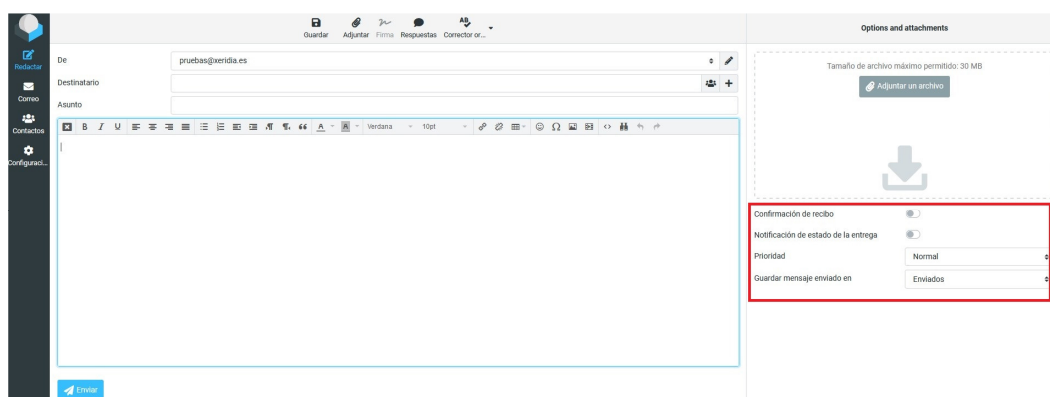 Guardar Adjuntar Firma Respuestas Corrector or...
Options and attachments
Redactar
Correo
Contactos
Configuraci...
De pruebas@xeridia.es
Destinatario
Asunto
B I U Verdana 10pt
Enviar
Tamaño de archivo máximo permitido: 30 MB
Adjuntar un archivo
Confirmación de recibo
Notificación de estado de la entrega
Prioridad Normal
Guardar mensaje enviado en Enviados